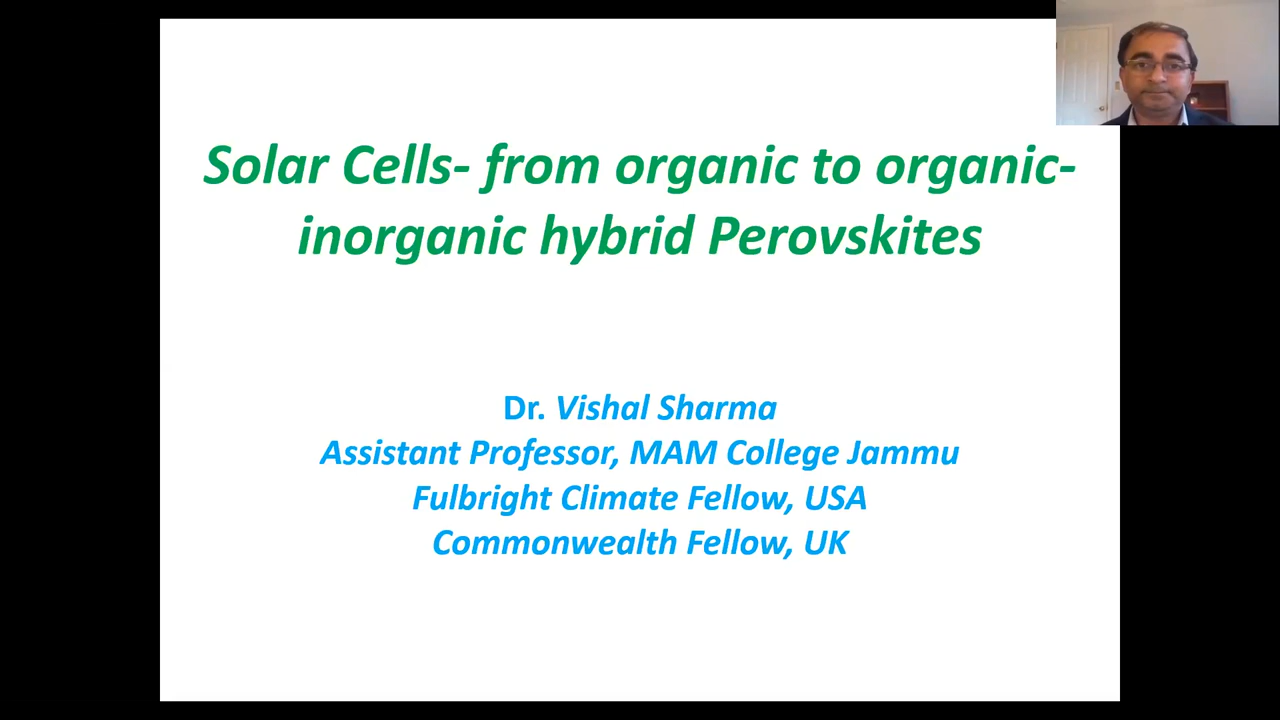 Solar Cells- from organic to organic-
inorganic hybrid Perovskites
Dr. Vishal Sharma
Assistant Professor, MAM College Jammu
Fulbright Climate Fellow, USA
Commonwealth Fellow, UK